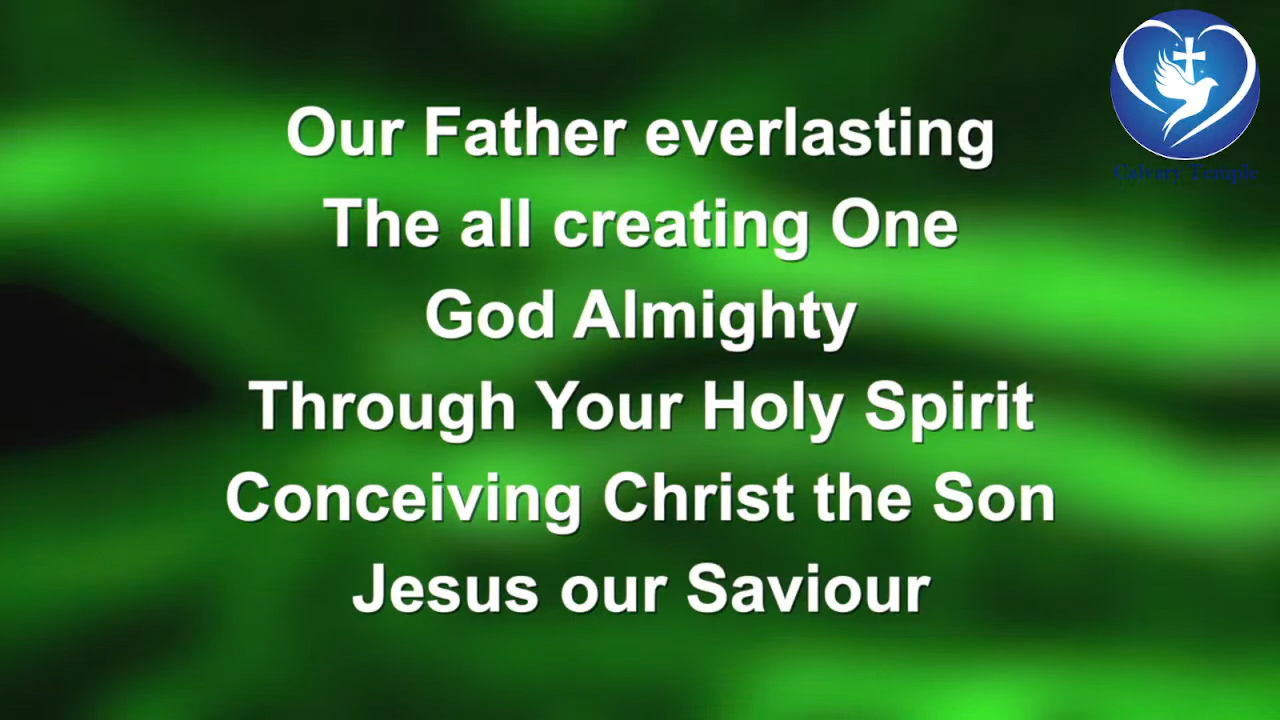 Our Father everlasting
The all creating One
God Almighty
Through Your Holy Spirit
Conceiving Christ the Son
Jesus our Saviour
Calvary Temple